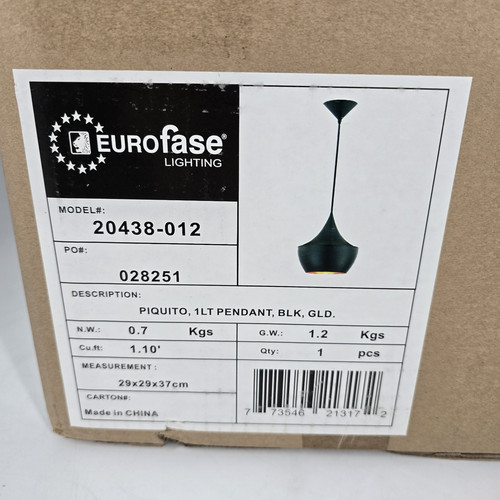 EUROfase®
LIGHTING
MODEL#:
20438-012
PO#:
028251
DESCRIPTION:
PIQUITO, 1LT PENDANT, BLK, GLD.
N.W.: 0.7 Kgs
G.W.: 1.2 Kgs
Cu.ft: 1.10'
Qty: 1 pcs
MEASUREMENT :
29x29x37cm
CARTON#:
Made in CHINA
7 73546 21317 2